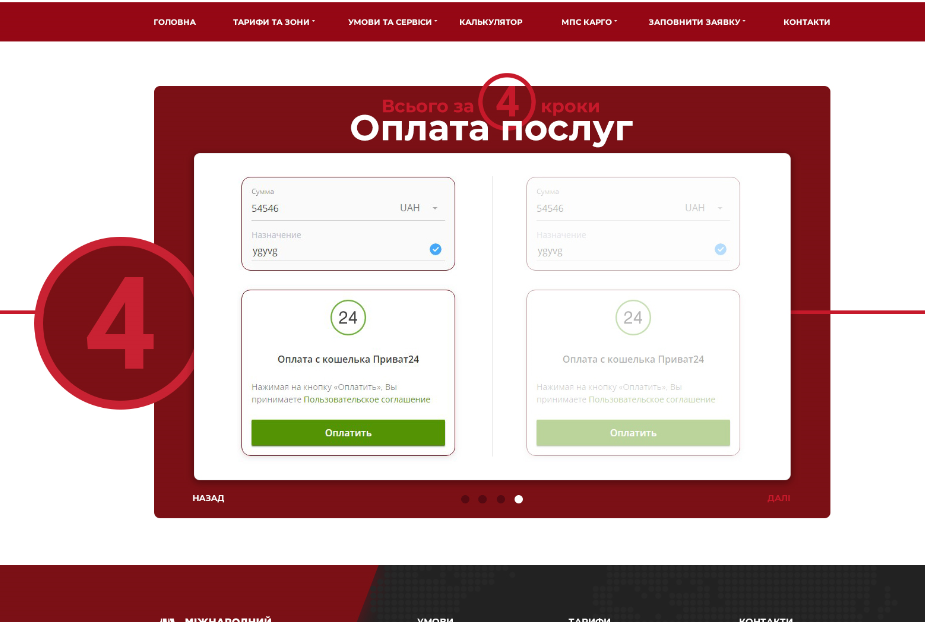 ГОЛОВНА ТАРИФИ ТА ЗОНИ УМОВИ ТА СЕРВІСИ КАЛЬКУЛЯТОР МПС КАРГО ЗАПОВНИТИ ЗАЯВКУ КОНТАКТИ
Всього за 4 кроки
Оплата послуг
4
Сумма
54546 UAH
Назначение
ygyvg
24
Оплата с кошелька Приват24
Нажимая на кнопку «Оплатить», Вы
принимаете Пользовательское соглашение
Оплатить
Сумма
54546 UAH
Назначение
ygyvg
24
Оплата с кошелька Приват24
Нажимая на кнопку «Оплатить», Вы
принимаете Пользовательское соглашение
Оплатить
НАЗАД ДАЛІ
МІЖНАРОДНИЙ УМОВИ ТАРИФИ КОНТАКТИ